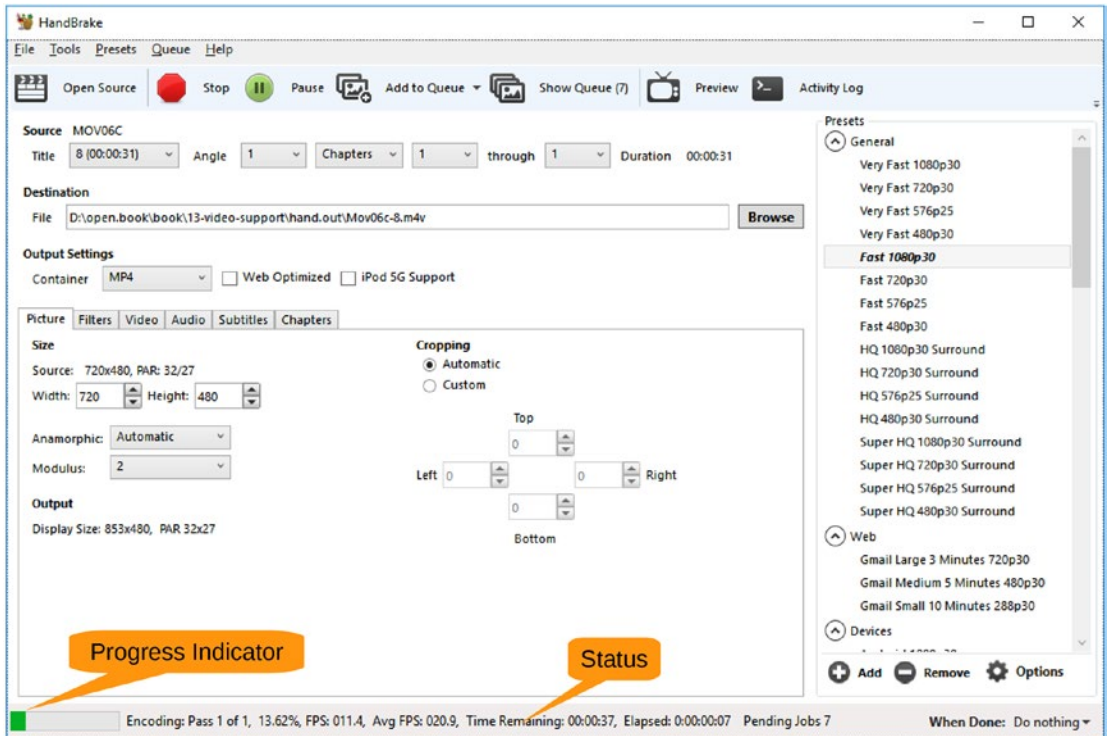 HandBrake
File Tools Presets Queue Help
Open Source Stop Pause Add to Queue Show Queue (7) Preview Activity Log
Source MOV06C
Title 8 (00:00:31) Angle 1 Chapters 1 through 1 Duration 00:00:31
Destination
File D:\open.book\book\13-video-support\hand.out\Mov06c-8.m4v Browse
Output Settings
Container MP4 Web Optimized iPod 5G Support
Picture Filters Video Audio Subtitles Chapters
Size
Source: 720x480, PAR: 32/27
Width: 720 Height: 480
Anamorphic: Automatic
Modulus: 2
Output
Display Size: 853x480, PAR 32x27
Cropping
Automatic
Custom
Top
0
Left 0 0 Right
0
Bottom
Presets
General
Very Fast 1080p30
Very Fast 720p30
Very Fast 576p25
Very Fast 480p30
Fast 1080p30
Fast 720p30
Fast 576p25
Fast 480p30
HQ 1080p30 Surround
HQ 720p30 Surround
HQ 576p25 Surround
HQ 480p30 Surround
Super HQ 1080p30 Surround
Super HQ 720p30 Surround
Super HQ 576p25 Surround
Super HQ 480p30 Surround
Web
Gmail Large 3 Minutes 720p30
Gmail Medium 5 Minutes 480p30
Gmail Small 10 Minutes 288p30
Devices
Add Remove Options
Progress Indicator
Status
Encoding: Pass 1 of 1, 13.62%, FPS: 011.4, Avg FPS: 020.9, Time Remaining: 00:00:37, Elapsed: 0:00:00:07 Pending Jobs 7
When Done: Do nothing